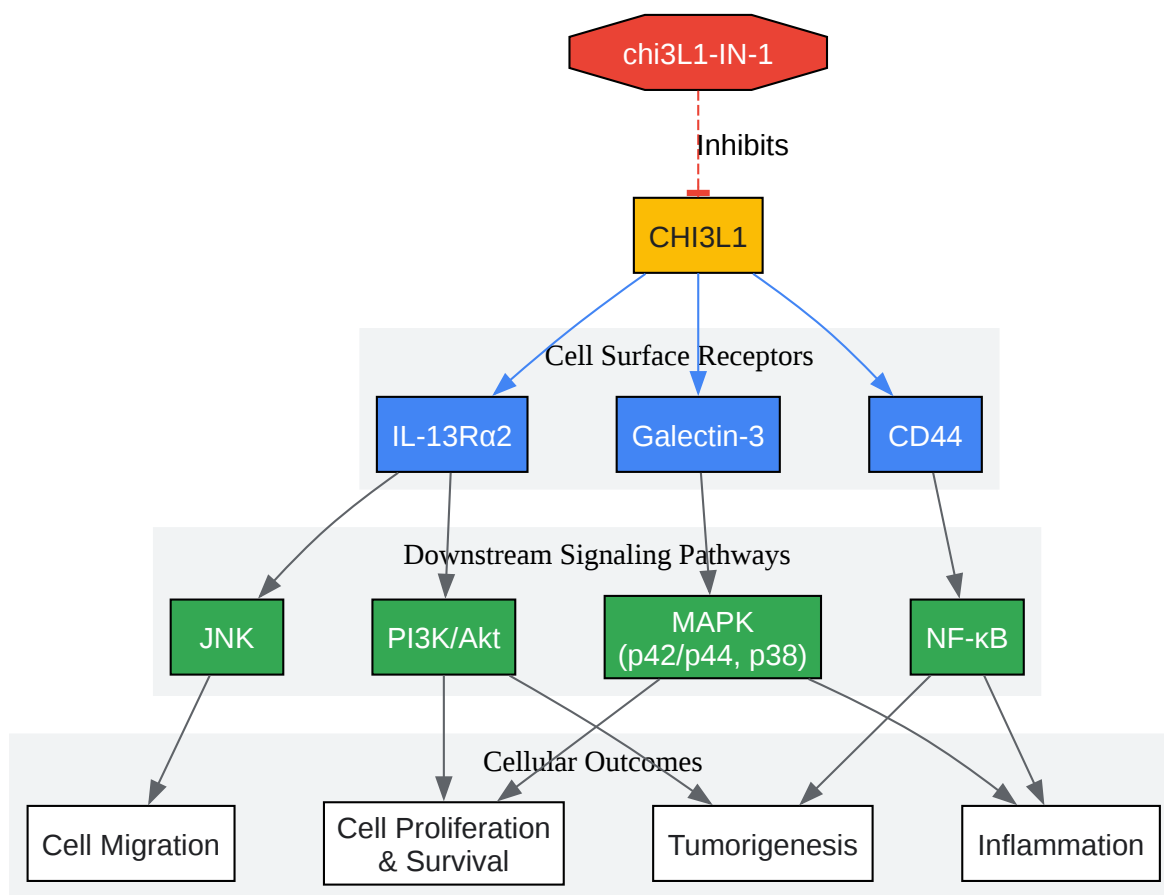 chi3L1-IN-1
Inhibits
CHI3L1
Cell Surface Receptors
IL-13Rα2
Galectin-3
CD44
Downstream Signaling Pathways
JNK
PI3K/Akt
MAPK
(p42/p44, p38)
NF-κB
Cellular Outcomes
Cell Migration
Cell Proliferation
& Survival
Tumorigenesis
Inflammation